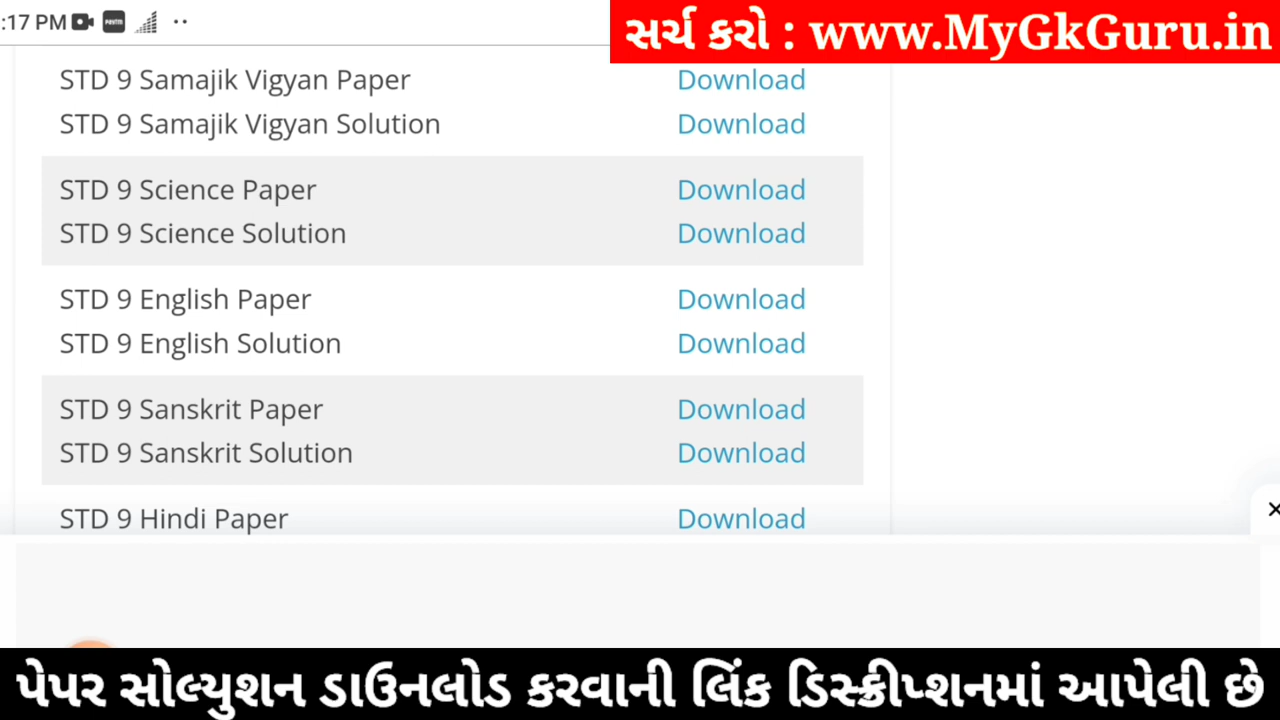 :17 PM
Paytm
સર્ચ કરો : www.MyGkGuru.in
STD 9 Samajik Vigyan Paper Download
STD 9 Samajik Vigyan Solution Download
STD 9 Science Paper Download
STD 9 Science Solution Download
STD 9 English Paper Download
STD 9 English Solution Download
STD 9 Sanskrit Paper Download
STD 9 Sanskrit Solution Download
STD 9 Hindi Paper Download
પેપર સોલ્યુશન ડાઉનલોડ કરવાની લિંક ડિસ્ક્રીપ્શનમાં આપેલી છે